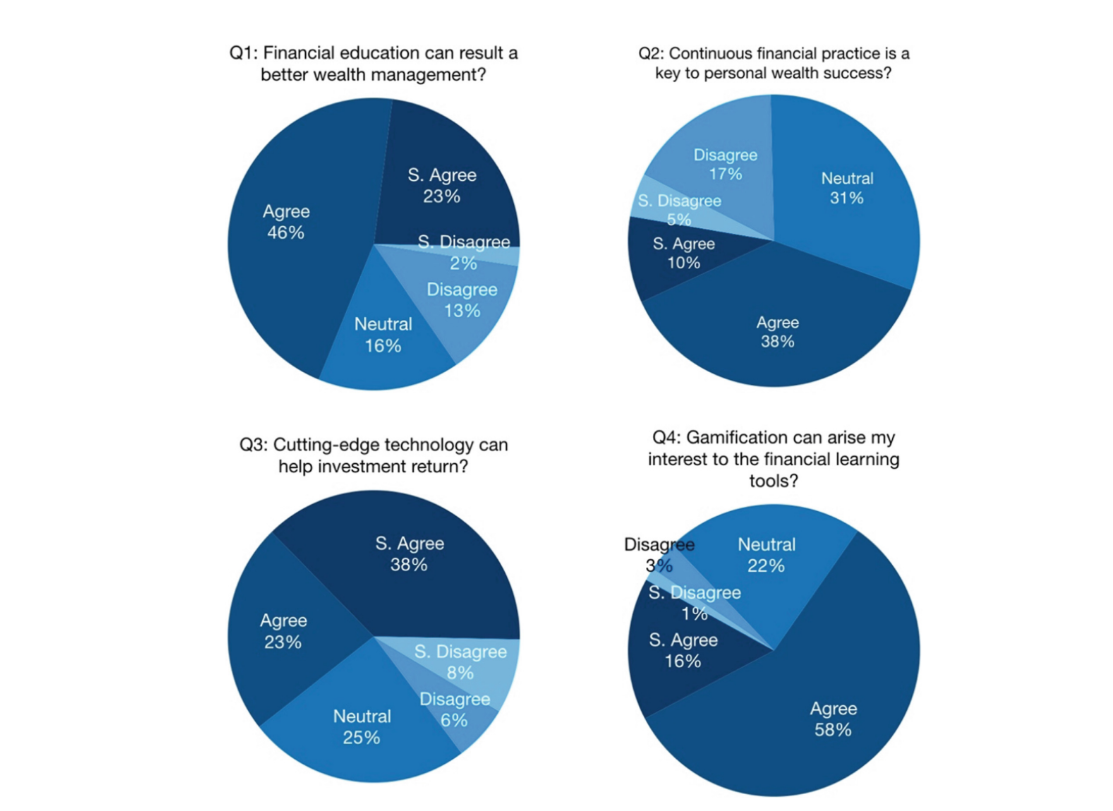 Q1: Financial education can result a
better wealth management?
S. Agree
23%
Agree
46%
S. Disagree
2%
Disagree
13%
Neutral
16%
Q2: Continuous financial practice is a
key to personal wealth success?
Disagree
17%
Neutral
31%
S. Disagree
5%
S. Agree
10%
Agree
38%
Q3: Cutting-edge technology can
help investment return?
S. Agree
38%
Agree
23%
S. Disagree
8%
Disagree
6%
Neutral
25%
Q4: Gamification can arise my
interest to the financial learning
tools?
Disagree
3%
Neutral
22%
S. Disagree
1%
S. Agree
16%
Agree
58%